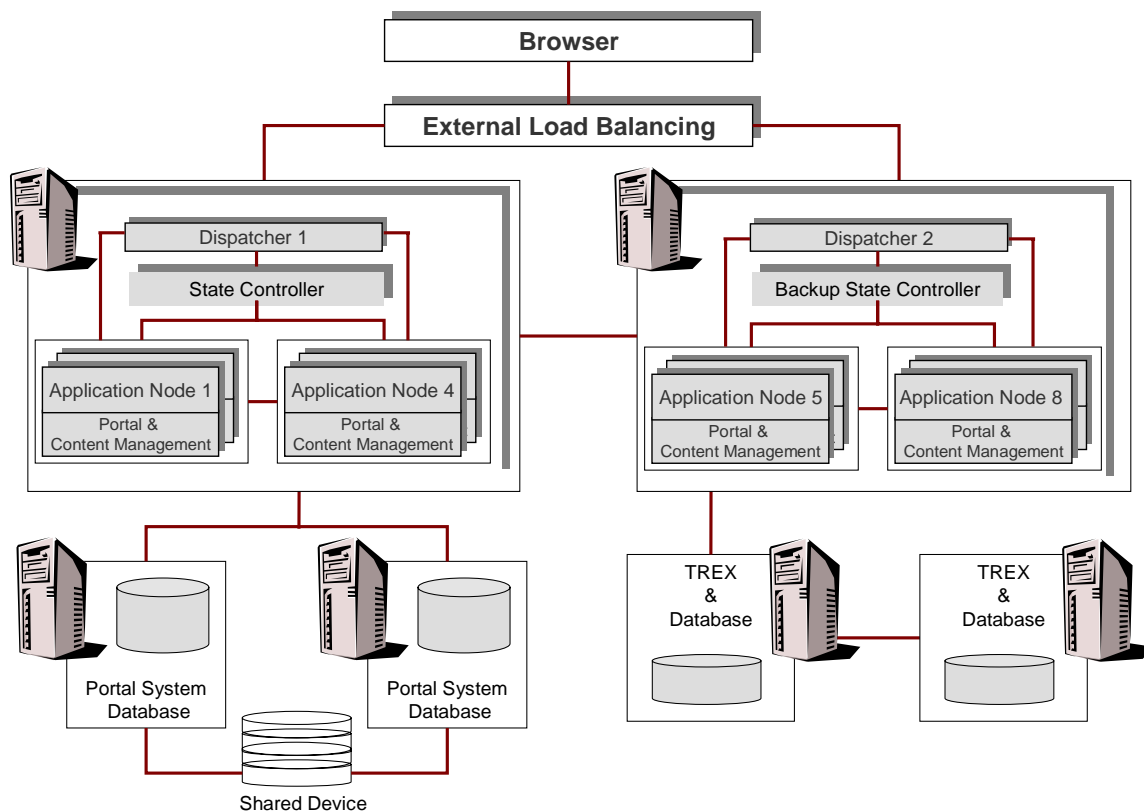 Browser
External Load Balancing
Dispatcher 1
State Controller
Application Node 1
Portal &
Content Management
Application Node 4
Portal &
Content Management
Dispatcher 2
Backup State Controller
Application Node 5
Portal &
Content Management
Application Node 8
Portal &
Content Management
Portal System
Database
Portal System
Database
Shared Device
TREX
&
Database
TREX
&
Database